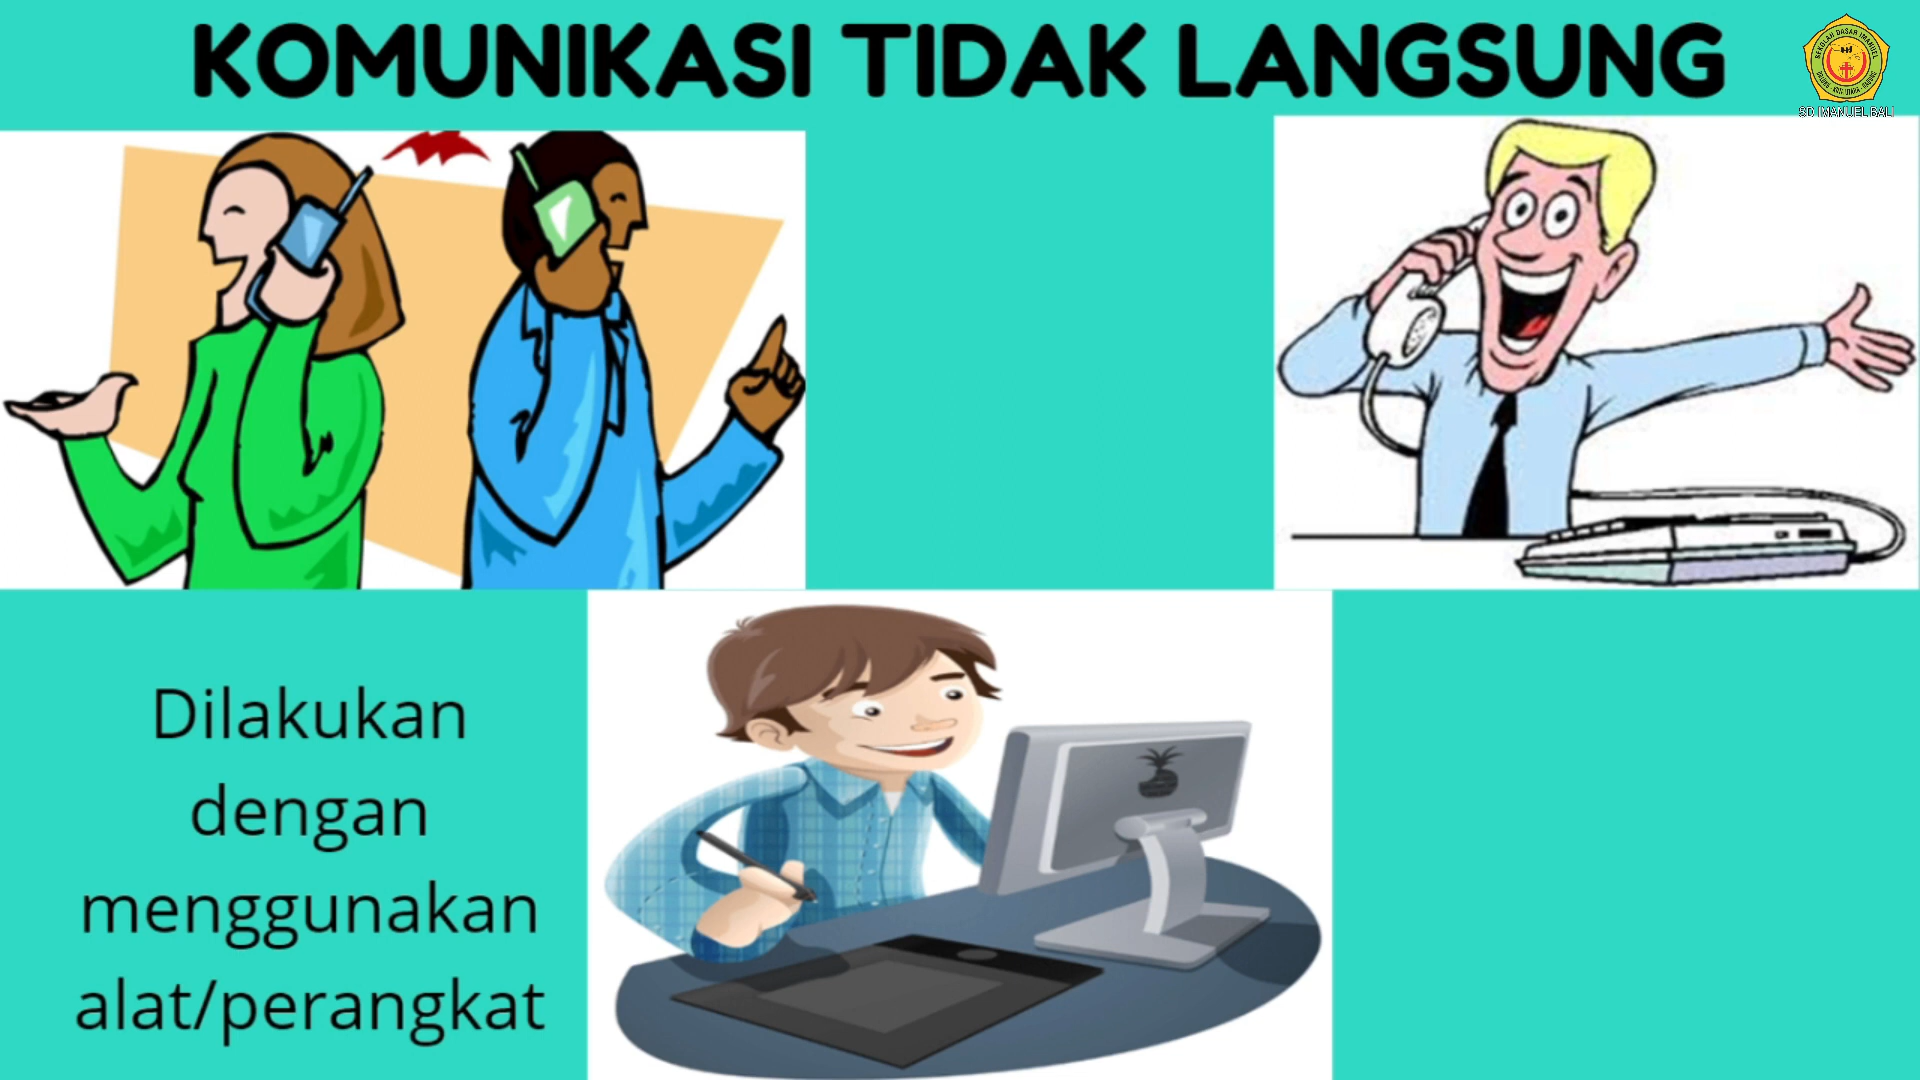 KOMUNIKASI TIDAK LANGSUNG
SD IMANUEL BALI
Dilakukan
dengan
menggunakan
alat/perangkat